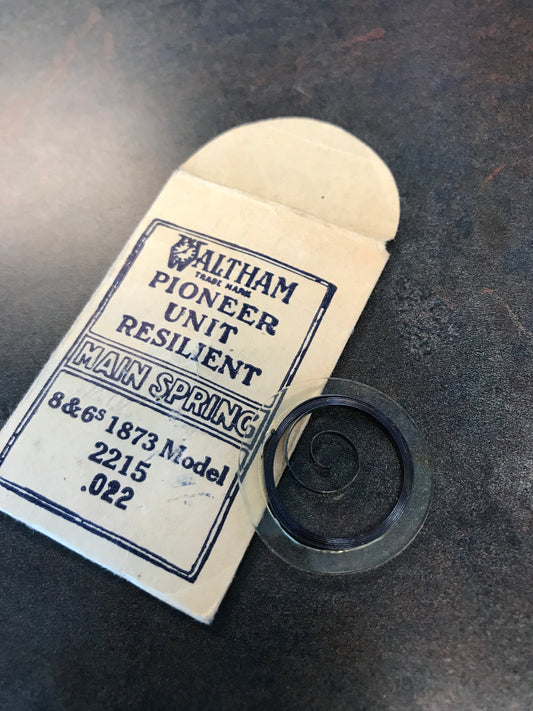 WALTHAM
TRADE MARK
PIONEER
UNIT
RESILIENT
MAIN SPRING
8&6s 1873 Model
2215
.022